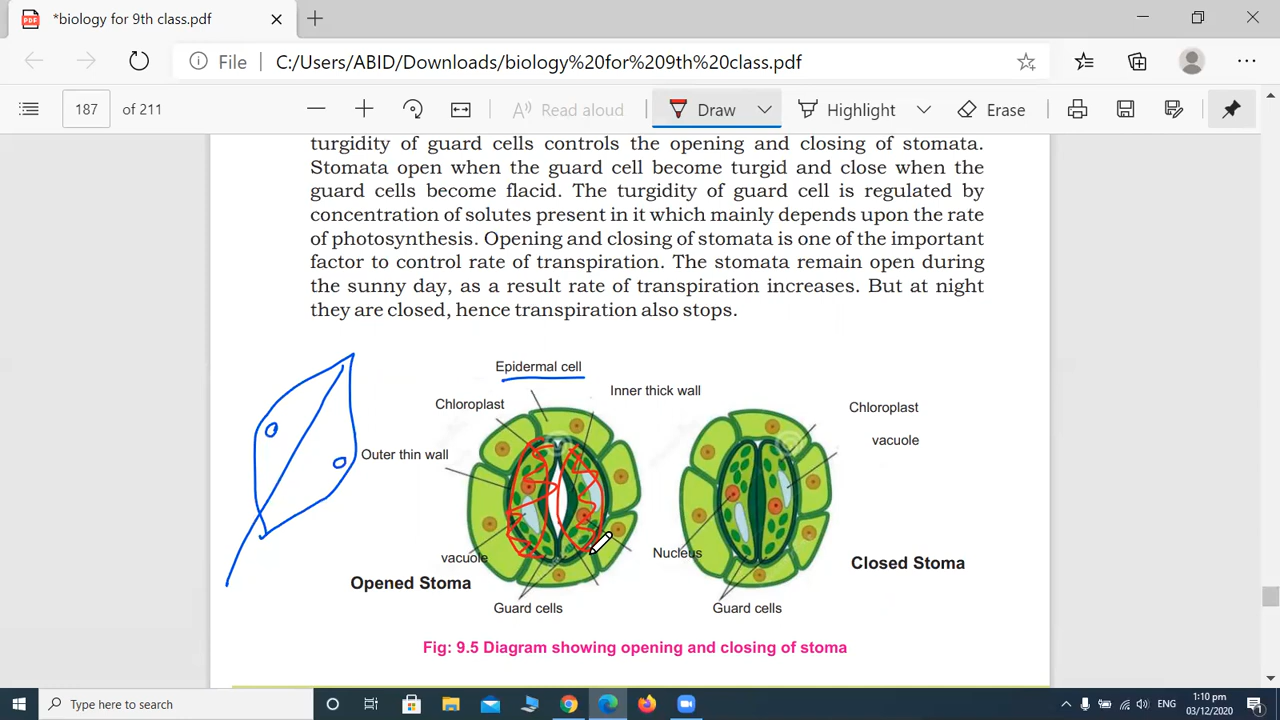 *biology for 9th class.pdf
File
C:/Users/ABID/Downloads/biology%20for%209th%20class.pdf
187 of 211
Read aloud
Draw
Highlight
Erase
turgidity of guard cells controls the opening and closing of stomata.
Stomata open when the guard cell become turgid and close when the
guard cells become flacid. The turgidity of guard cell is regulated by
concentration of solutes present in it which mainly depends upon the rate
of photosynthesis. Opening and closing of stomata is one of the important
factor to control rate of transpiration. The stomata remain open during
the sunny day, as a result rate of transpiration increases. But at night
they are closed, hence transpiration also stops.
Epidermal cell
Inner thick wall
Chloroplast
Chloroplast
vacuole
Outer thin wall
vacuole
Nucleus
Opened Stoma
Closed Stoma
Guard cells
Guard cells
Fig: 9.5 Diagram showing opening and closing of stoma
Type here to search
ENG
1:10 pm
03/12/2020